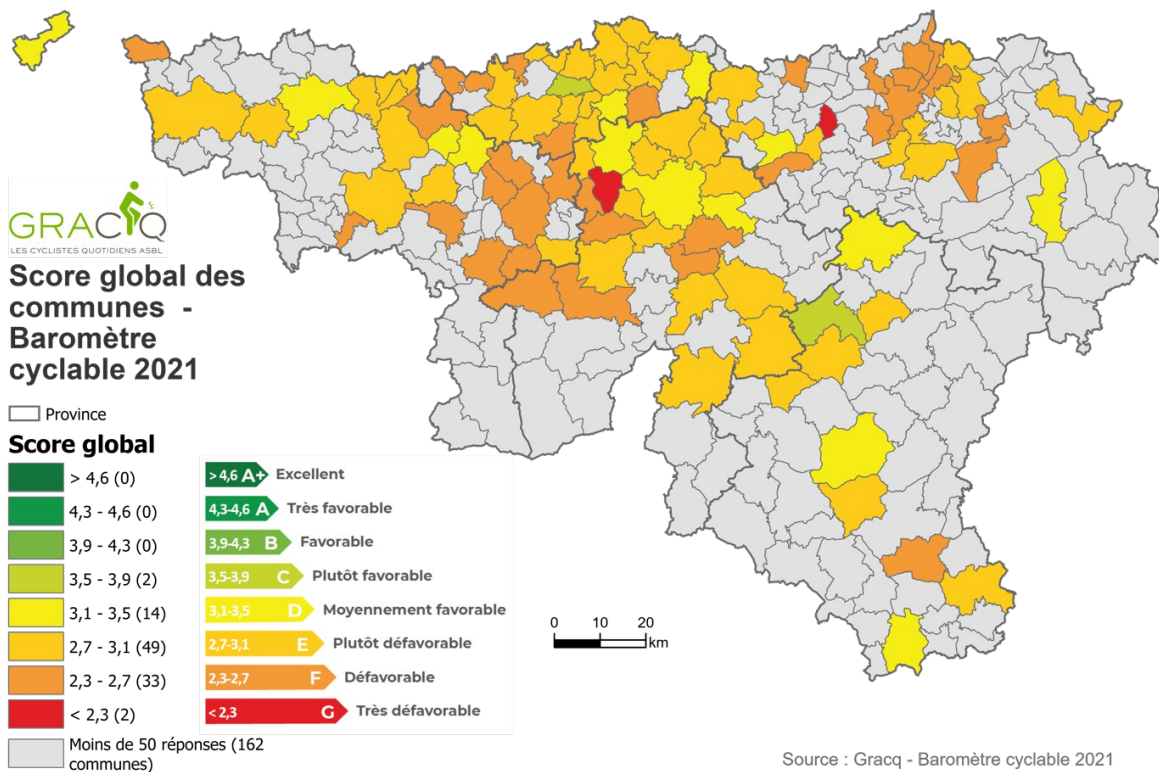 GRACQ
LES CYCLISTES QUOTIDIENS ASBL
Score global des
communes -
Baromètre
cyclable 2021
Province
Score global
> 4,6 (0)
4,3 - 4,6 (0)
3,9 - 4,3 (0)
3,5 - 3,9 (2)
3,1 - 3,5 (14)
2,7 - 3,1 (49)
2,3 - 2,7 (33)
< 2,3 (2)
Moins de 50 réponses (162
communes)
> 4,6 A+ Excellent
4,3-4,6 A Très favorable
3,9-4,3 B Favorable
3,5-3,9 C Plutôt favorable
3,1-3,5 D Moyennement favorable
2,7-3,1 E Plutôt défavorable
2,3-2,7 F Défavorable
< 2,3 G Très défavorable
0 10 20
km
Source : Gracq - Baromètre cyclable 2021